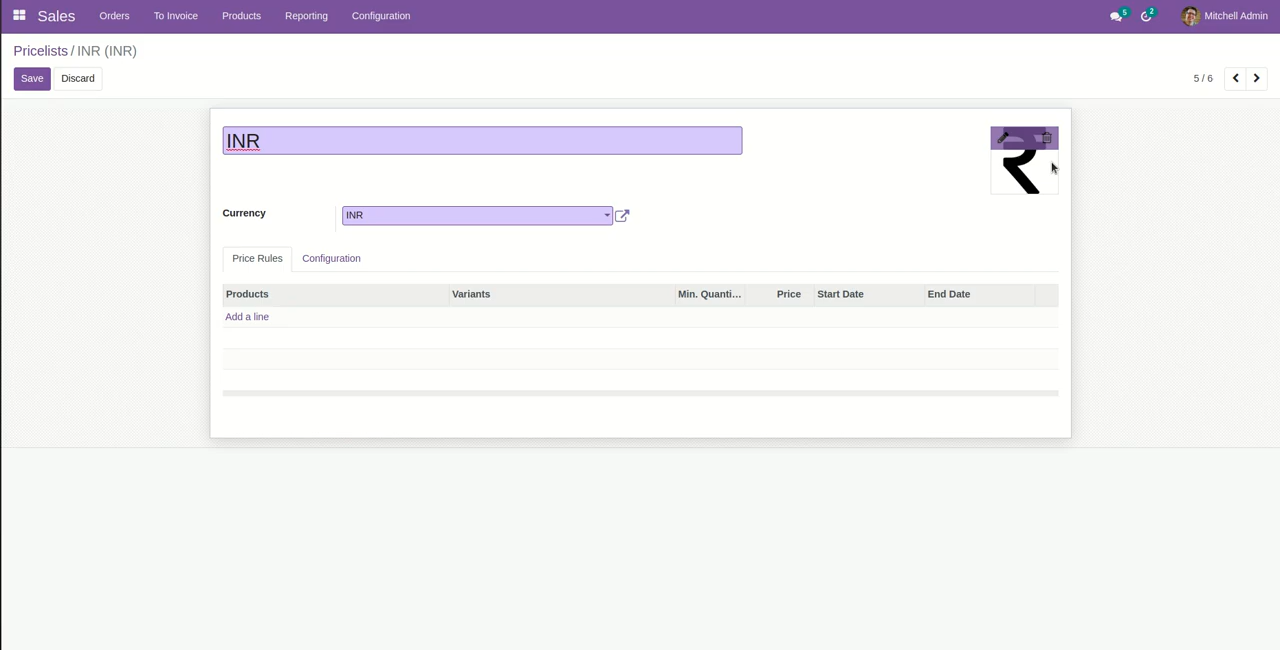 Sales Orders To Invoice Products Reporting Configuration 5 2 Mitchell Admin
Pricelists / INR (INR)
Save Discard 5 / 6
INR
₹
Currency INR
Price Rules Configuration
Products Variants Min. Quanti... Price Start Date End Date
Add a line